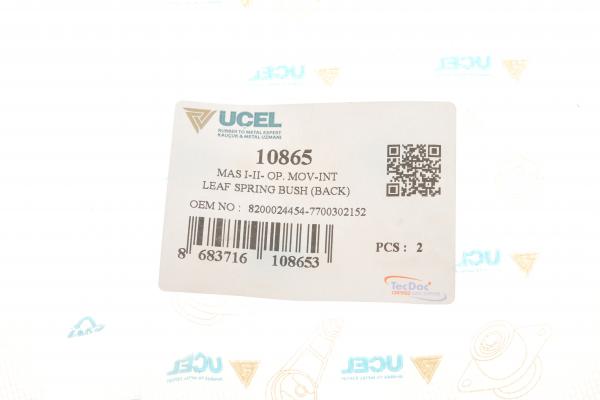 UCEL
UCEL
UCEL
RUBBER TO METAL EXPERT
KAUÇUK & METAL UZMANI
10865
MAS I-II- OP. MOV-INT
LEAF SPRING BUSH (BACK)
OEM NO : 8200024454-7700302152
8 683716 108653
PCS : 2
TecDoc
UCEL
UCEL